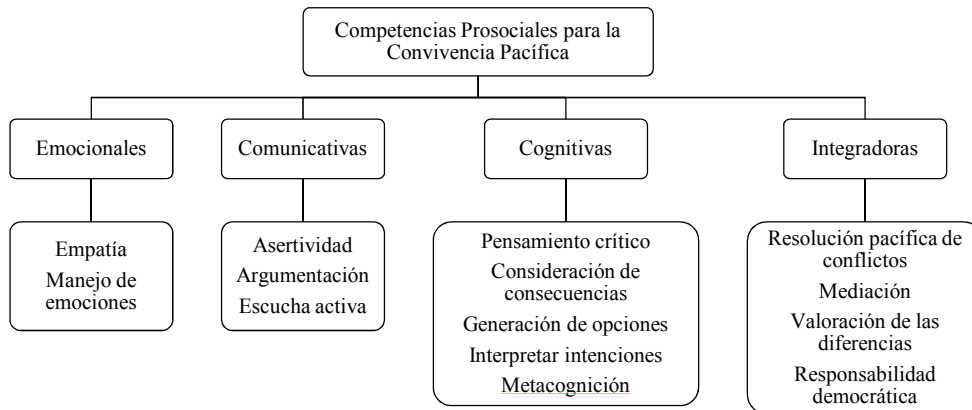 Competencias Prosociales para la
Convivencia Pacífica
Emocionales
Comunicativas
Cognitivas
Integradoras
Empatía
Manejo de
emociones
Asertividad
Argumentación
Escucha activa
Pensamiento crítico
Consideración de
consecuencias
Generación de opciones
Interpretar intenciones
Metacognición
Resolución pacífica de
conflictos
Mediación
Valoración de las
diferencias
Responsabilidad
democrática